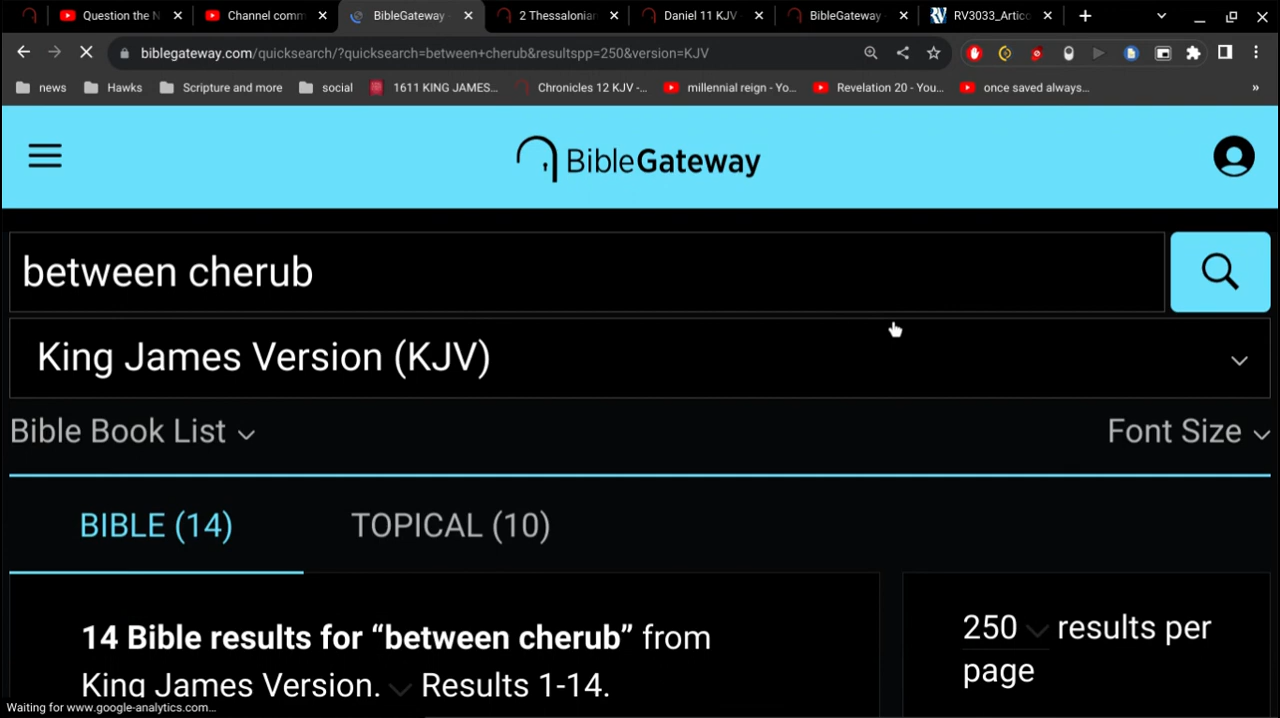 Question the N
Channel comm
BibleGateway
2 Thessalonian
Daniel 11 KJV
BibleGateway
RV3033_Artico
biblegateway.com/quicksearch/?quicksearch=between+cherub&resultspp=250&version=KJV
news
Hawks
Scripture and more
social
1611 KING JAMES...
Chronicles 12 KJV -...
millennial reign - Yo...
Revelation 20 - You...
once saved always...
»
BibleGateway
between cherub
King James Version (KJV)
Bible Book List
Font Size
BIBLE (14)
TOPICAL (10)
14 Bible results for “between cherub” from
King James Version. Results 1-14.
250 results per
page
Waiting for www.google-analytics.com...